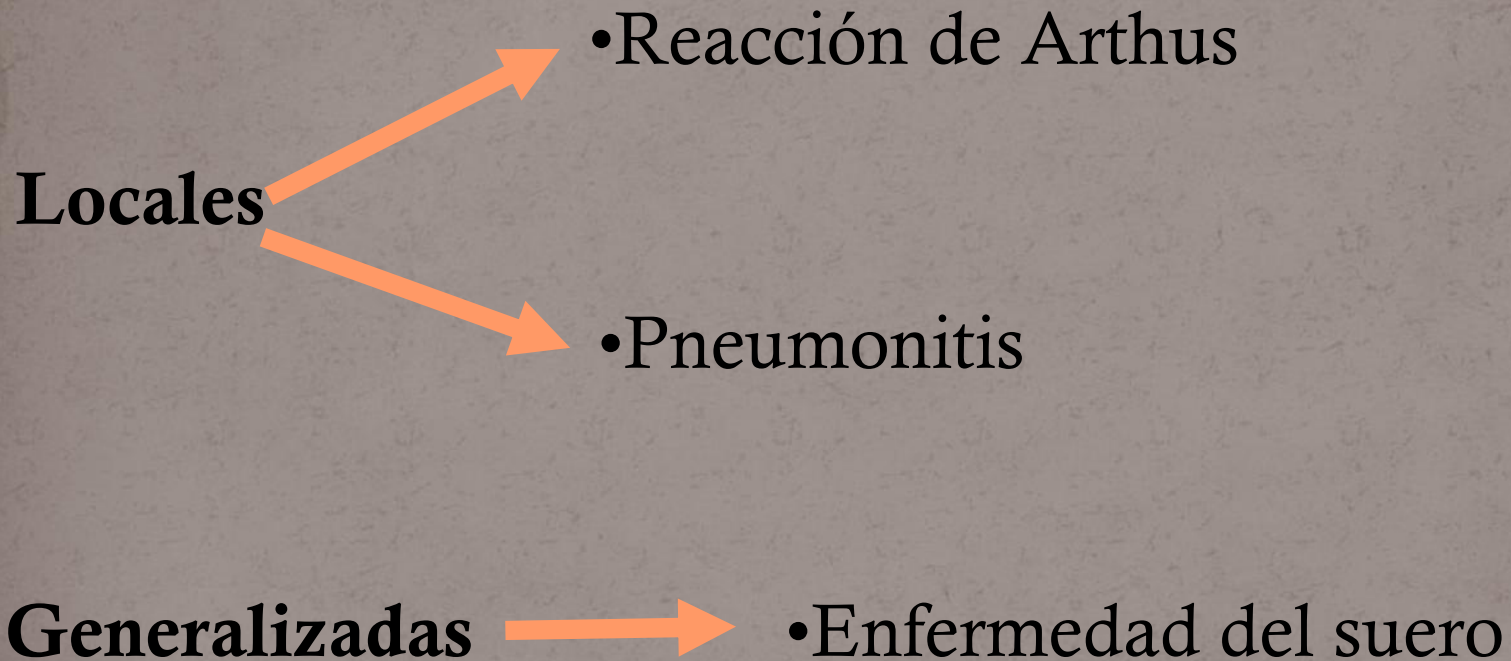 •Reacción de Arthus
Locales
•Pneumonitis
Generalizadas •Enfermedad del suero